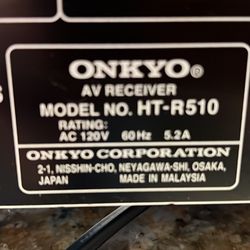 ONKYO®
AV RECEIVER
MODEL NO. HT-R510
RATING:
AC 120V 60Hz 5.2A
ONKYO CORPORATION
2-1, NISSHIN-CHO, NEYAGAWA-SHI, OSAKA,
JAPAN MADE IN MALAYSIA